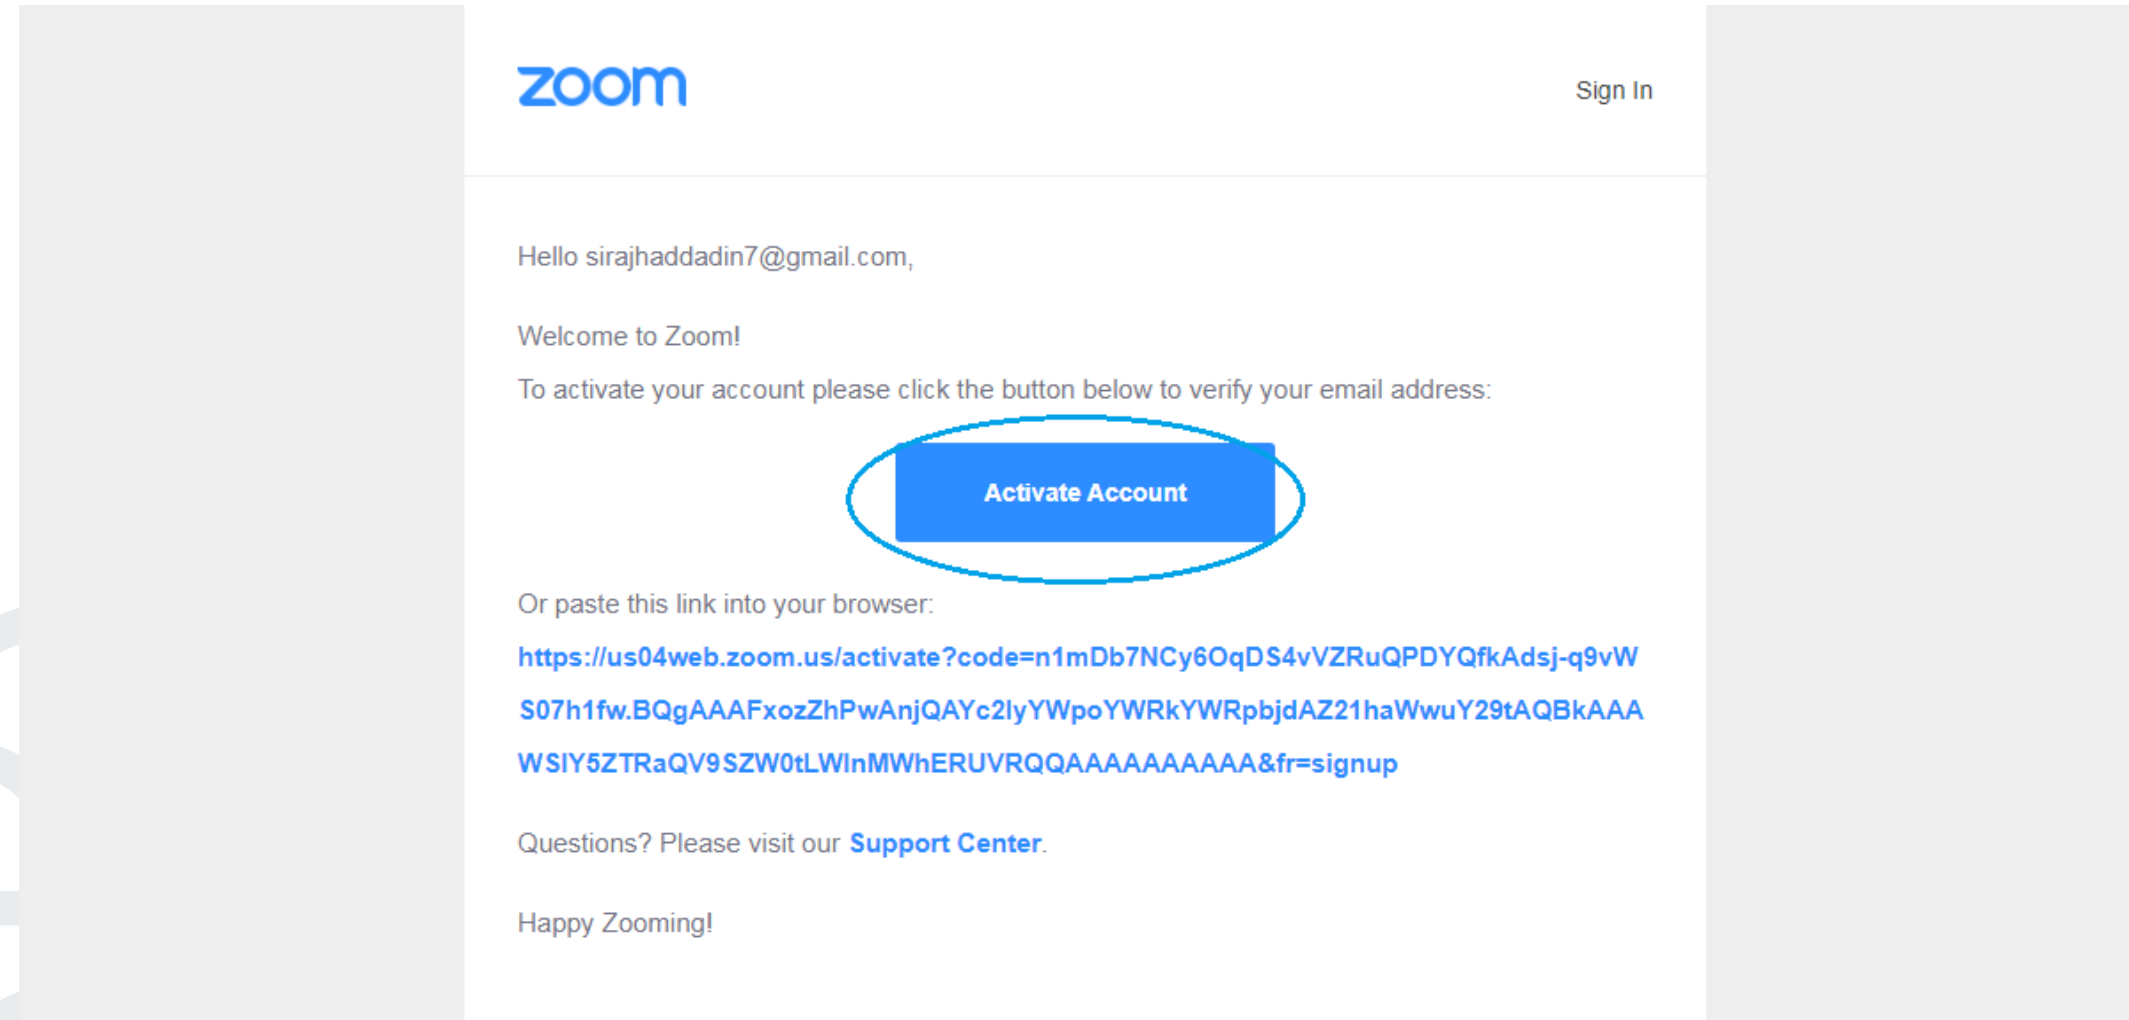 zoom
Sign In
Hello sirajhaddadin7@gmail.com,
Welcome to Zoom!
To activate your account please click the button below to verify your email address:
Activate Account
Or paste this link into your browser:
https://us04web.zoom.us/activate?code=n1mDb7NCy6OqDS4vVZRuQPDYQfkAdsj-q9vW
S07h1fw.BQgAAAFxozZhPwAnjQAYc2lyYWpoYWRkYWRpbjdAZ21haWwuY29tAQBkAAA
WSlY5ZTRaQV9SZW0tLWlnMWhERUVRQQAAAAAAAAAA&fr=signup
Questions? Please visit our Support Center.
Happy Zooming!